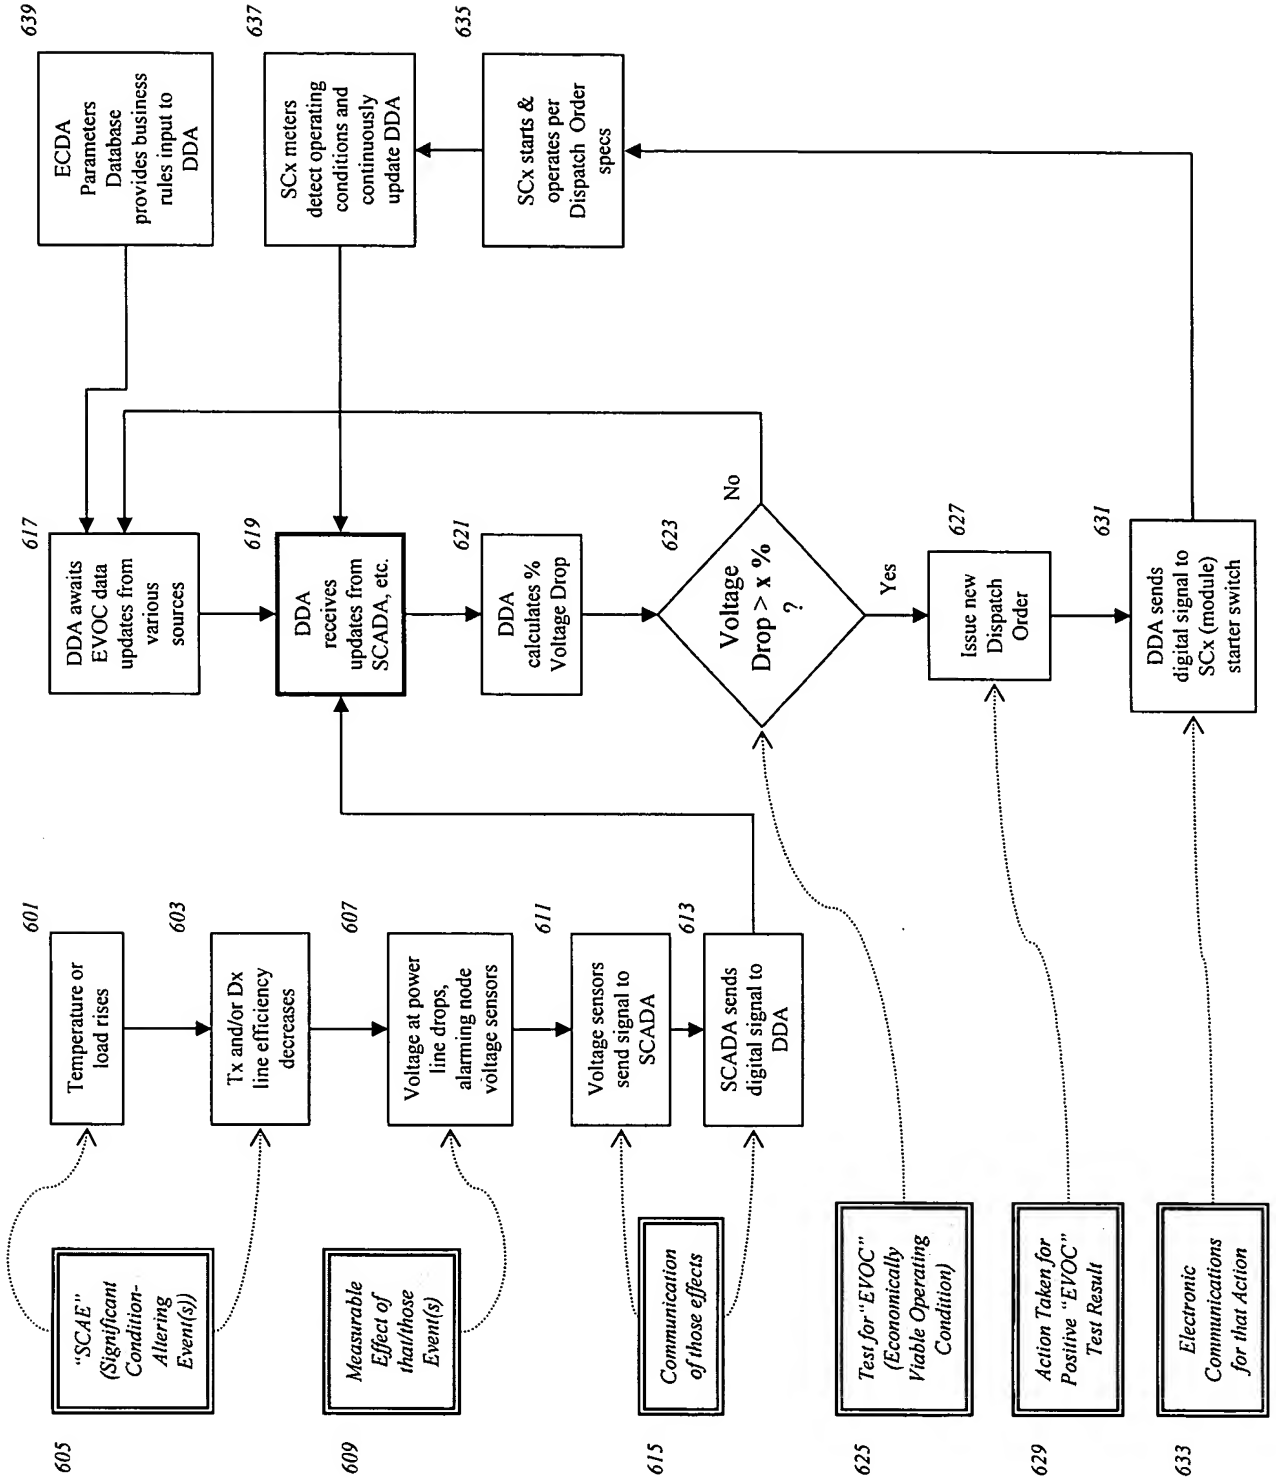 605
"SCAE"
(Significant
Condition-
Altering
Event(s))
609
Measurable
Effect of
that/those
Event(s)
615
Communication
of those effects
625
Test for "EVOC"
(Economically
Viable Operating
Condition)
629
Action Taken for
Positive "EVOC"
Test Result
633
Electronic
Communications
for that Action
601
Temperature or
load rises
603
Tx and/or Dx
line efficiency
decreases
607
Voltage at power
line drops,
alarming node
voltage sensors
611
Voltage sensors
send signal to
SCADA
613
SCADA sends
digital signal to
DDA
617
DDA awaits
EVOC data
updates from
various
sources
619
DDA
receives
updates from
SCADA, etc.
621
DDA
calculates %
Voltage Drop
623
Voltage
Drop > x %
?
No
Yes
627
Issue new
Dispatch
Order
631
DDA sends
digital signal to
SCx (module)
starter switch
639
ECDA
Parameters
Database
provides business
rules input to
DDA
637
SCx meters
detect operating
conditions and
continuously
update DDA
635
SCx starts &
operates per
Dispatch Order
specs